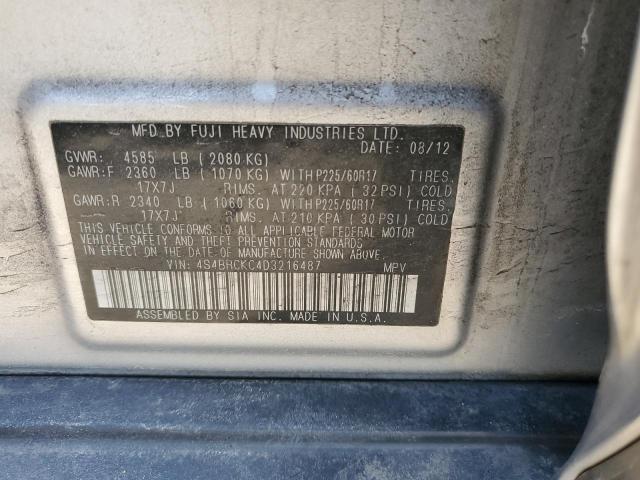 MFD. BY FUJI HEAVY INDUSTRIES LTD.
DATE: 08/12
GVWR: 4585 LB (2080 KG)
GAWR:F 2360 LB (1070 KG) WITH P225/60R17 TIRES,
17X7J RIMS, AT 220 KPA (32 PSI) COLD
GAWR:R 2340 LB (1060 KG) WITH P225/60R17 TIRES,
17X7J RIMS, AT 210 KPA (30 PSI) COLD
THIS VEHICLE CONFORMS TO ALL APPLICABLE FEDERAL MOTOR
VEHICLE SAFETY AND THEFT PREVENTION STANDARDS
IN EFFECT ON THE DATE OF MANUFACTURE SHOWN ABOVE.
VIN: 4S4BRCKC4D3216487 MPV
ASSEMBLED BY SIA INC. MADE IN U.S.A.